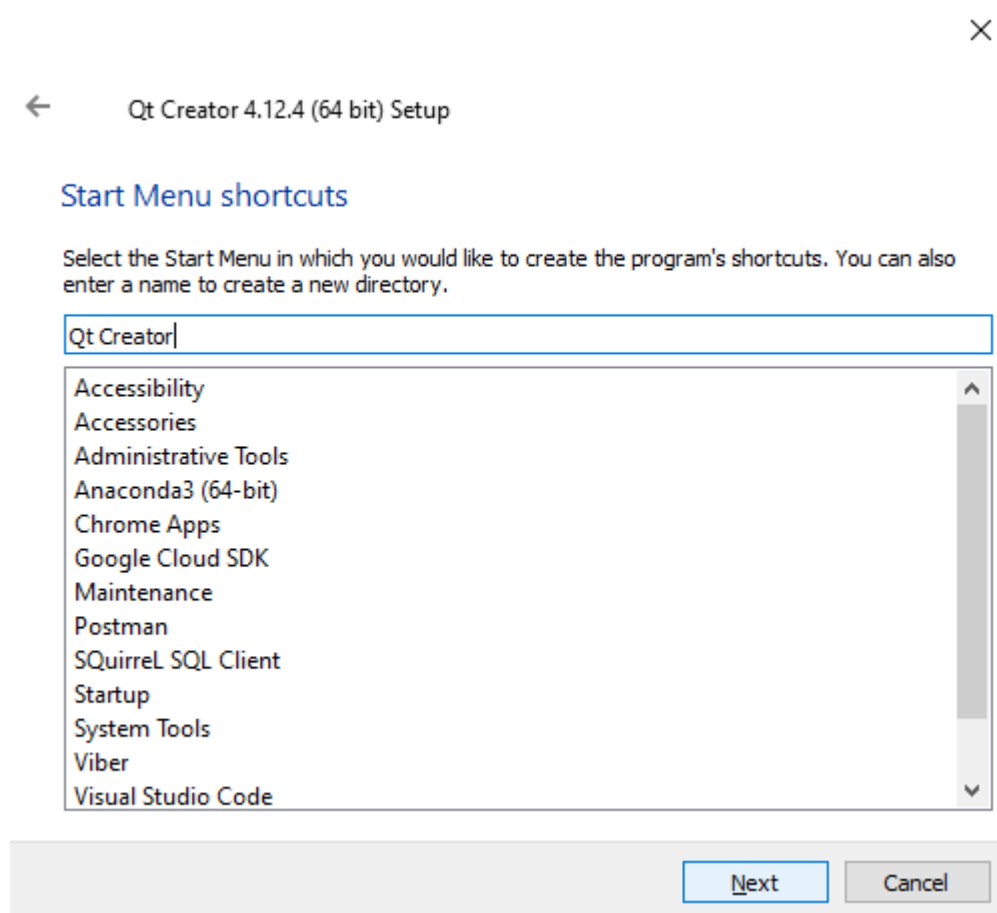 Qt Creator 4.12.4 (64 bit) Setup
Start Menu shortcuts
Select the Start Menu in which you would like to create the program's shortcuts. You can also
enter a name to create a new directory.
Qt Creator
Accessibility
Accessories
Administrative Tools
Anaconda3 (64-bit)
Chrome Apps
Google Cloud SDK
Maintenance
Postman
SQuirreL SQL Client
Startup
System Tools
Viber
Visual Studio Code
Next Cancel